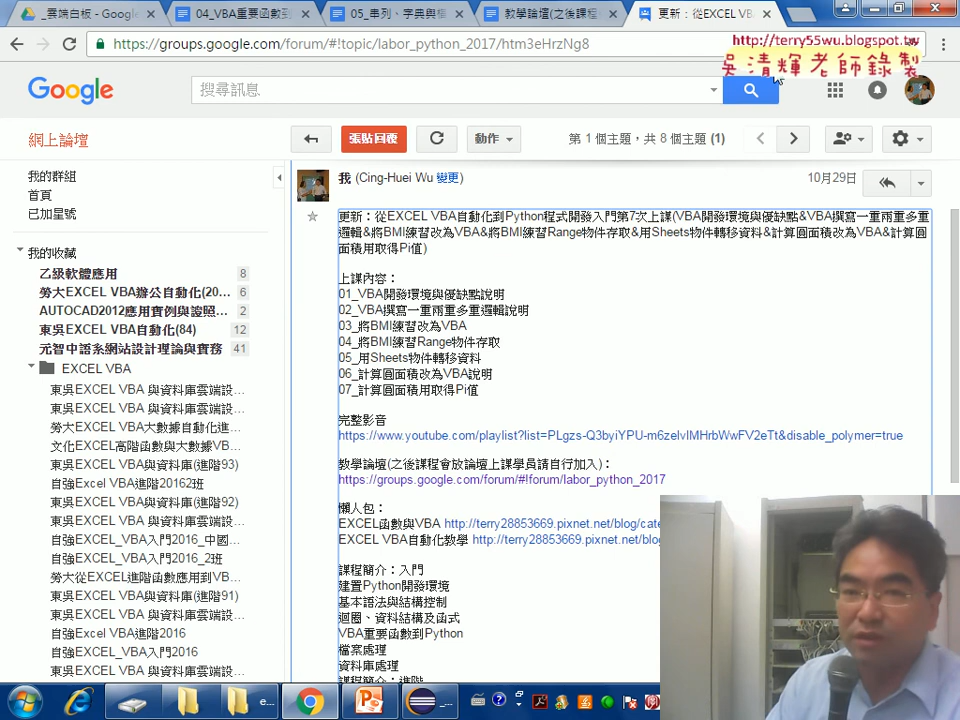 _雲端白板 - Google
04_VBA重要函數到
05_串列、字典與檔
教學論壇(之後課程
更新：從EXCEL VB
https://groups.google.com/forum/#!topic/labor_python_2017/htm3eHrzNg8
http://terry55wu.blogspot.tw
吳清輝老師錄製
Google
搜尋訊息
網上論壇
張貼回覆
動作
第 1 個主題，共 8 個主題 (1)
我的群組
首頁
已加星號
我的收藏
乙級軟體應用 8
勞大EXCEL VBA辦公自動化(20... 6
AUTOCAD2012應用實例與證照... 2
東吳EXCEL VBA自動化(84) 12
元智中語系網站設計理論與實務 41
EXCEL VBA
東吳EXCEL VBA 與資料庫雲端設...
東吳EXCEL VBA 與資料庫雲端設...
勞大EXCEL VBA大數據自動化進...
文化EXCEL高階函數與大數據VB...
東吳EXCEL VBA與資料庫(進階93)
自強Excel VBA進階20162班
東吳EXCEL VBA與資料庫(進階92)
東吳EXCEL VBA 與資料庫雲端設...
自強EXCEL_VBA入門2016_中國...
自強EXCEL_VBA入門2016_2班
勞大從EXCEL進階函數應用到VB...
東吳EXCEL VBA與資料庫(進階91)
東吳EXCEL VBA 與資料庫雲端設...
自強Excel VBA進階2016
自強EXCEL_VBA入門2016
東吳EXCEL VBA 與資料庫雲端設...
我 (Cing-Huei Wu 變更)
10月29日
更新：從EXCEL VBA自動化到Python程式開發入門第7次上課(VBA開發環境與優缺點&VBA撰寫一重兩重多重
邏輯&將BMI練習改為VBA&將BMI練習Range物件存取&用Sheets物件轉移資料&計算圓面積改為VBA&計算圓
面積用取得Pi值)
上課內容：
01_VBA開發環境與優缺點說明
02_VBA撰寫一重兩重多重邏輯說明
03_將BMI練習改為VBA
04_將BMI練習Range物件存取
05_用Sheets物件轉移資料
06_計算圓面積改為VBA說明
07_計算圓面積用取得Pi值
完整影音
https://www.youtube.com/playlist?list=PLgzs-Q3byiYPU-m6zelvIMHrbWwFV2eTt&disable_polymer=true
教學論壇(之後課程會放論壇上課學員請自行加入)：
https://groups.google.com/forum/#!forum/labor_python_2017
懶人包：
EXCEL函數與VBA http://terry28853669.pixnet.net/blog/cate
EXCEL VBA自動化教學 http://terry28853669.pixnet.net/blog
課程簡介：入門
建置Python開發環境
基本語法與結構控制
迴圈、資料結構及函式
VBA重要函數到Python
檔案處理
資料庫處理
課程簡介：進階
e...